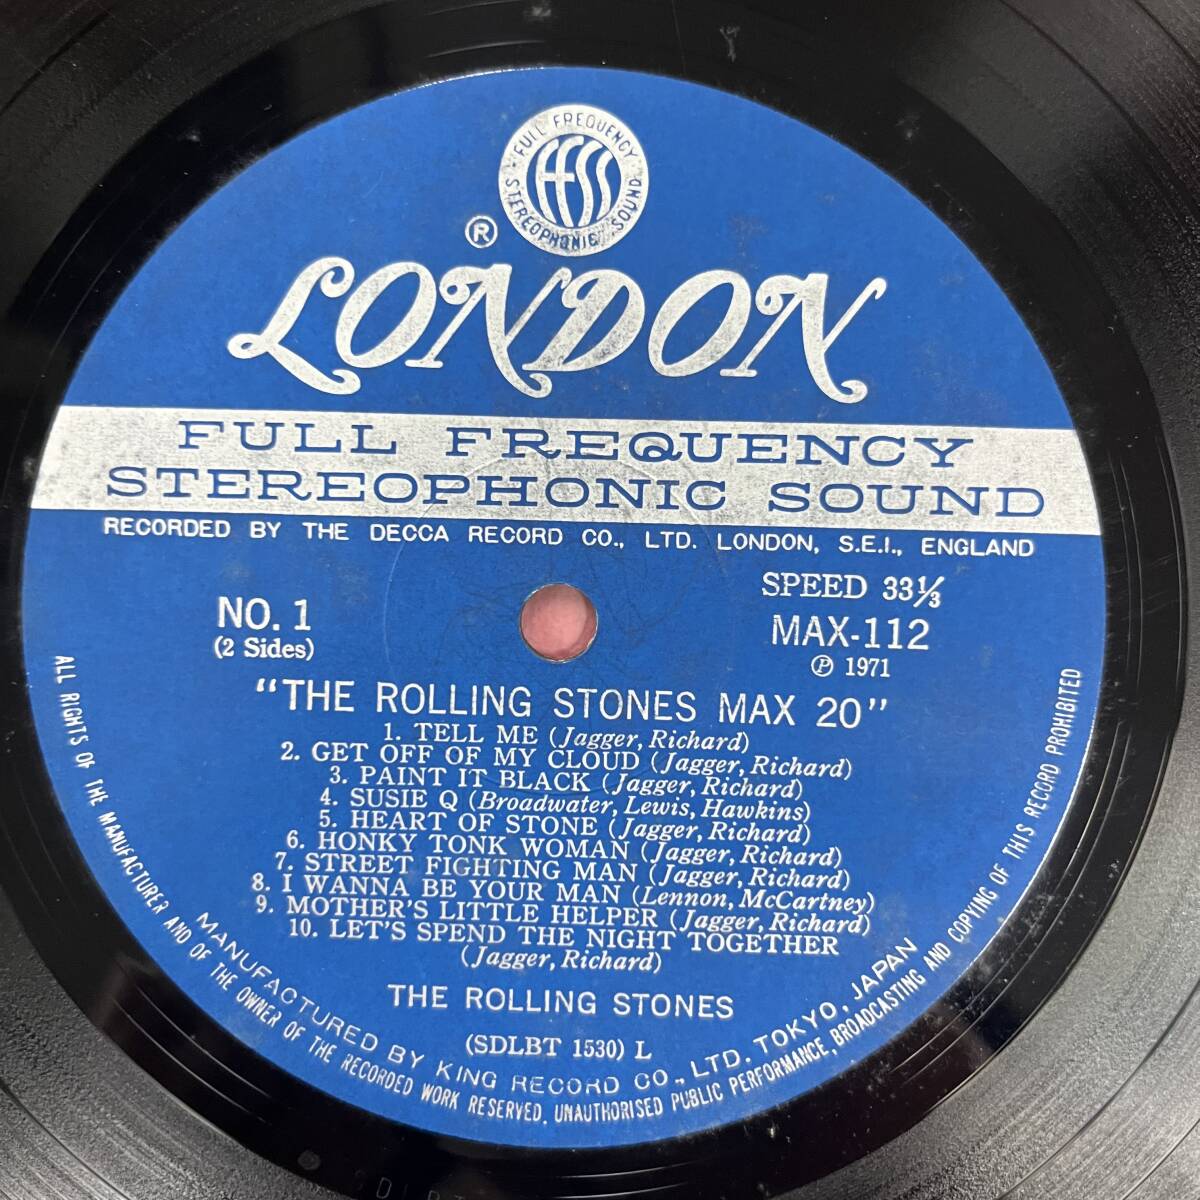 FULL FREQUENCY
FFSS
STEREOPHONIC SOUND
®
LONDON
FULL FREQUENCY
STEREOPHONIC SOUND
RECORDED BY THE DECCA RECORD CO., LTD. LONDON, S.E.I., ENGLAND
SPEED 33⅓
NO. 1
MAX-112
(2 Sides)
℗ 1971
"THE ROLLING STONES MAX 20"
1. TELL ME (Jagger, Richard)
2. GET OFF OF MY CLOUD (Jagger, Richard)
3. PAINT IT BLACK (Jagger, Richard)
4. SUSIE Q (Broadwater, Lewis, Hawkins)
5. HEART OF STONE (Jagger, Richard)
6. HONKY TONK WOMAN (Jagger, Richard)
7. STREET FIGHTING MAN (Jagger, Richard)
8. I WANNA BE YOUR MAN (Lennon, McCartney)
9. MOTHER'S LITTLE HELPER (Jagger, Richard)
10. LET'S SPEND THE NIGHT TOGETHER
(Jagger, Richard)
THE ROLLING STONES
(SDLBT 1530) L
MANUFACTURED BY KING RECORD CO., LTD. TOKYO, JAPAN
ALL RIGHTS OF THE MANUFACTURER AND OF THE OWNER OF THE RECORDED WORK RESERVED. UNAUTHORISED PUBLIC PERFORMANCE, BROADCASTING AND COPYING OF THIS RECORD PROHIBITED